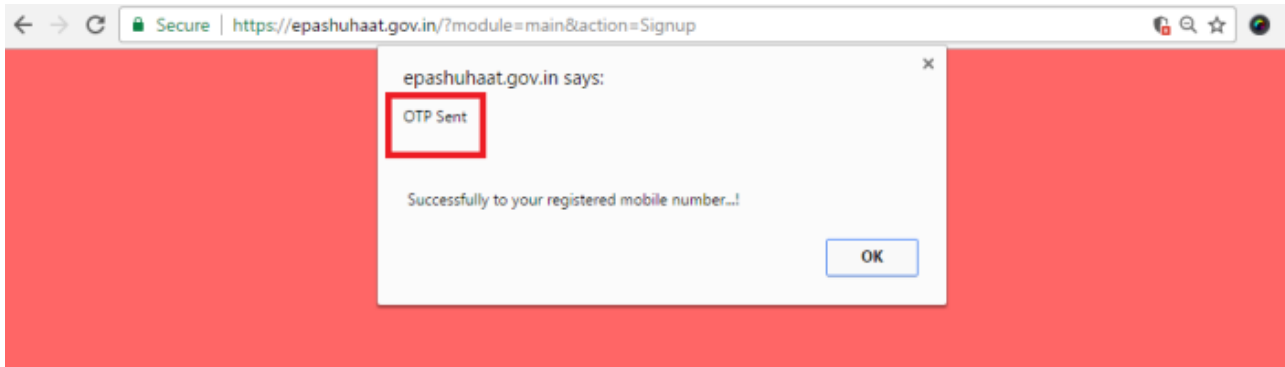 Secure https://epashuhaat.gov.in/?module=main&action=Signup
epashuhaat.gov.in says:
OTP Sent
Successfully to your registered mobile number...!
OK